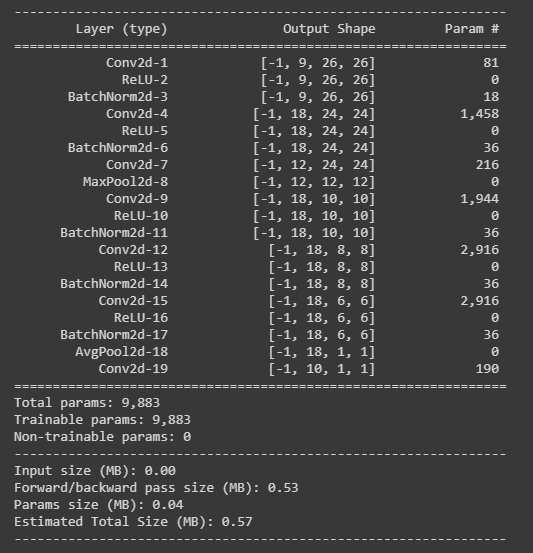 ----------------------------------------------------------------
        Layer (type)               Output Shape         Param #
================================================================
            Conv2d-1            [-1, 9, 26, 26]              81
              ReLU-2            [-1, 9, 26, 26]               0
       BatchNorm2d-3            [-1, 9, 26, 26]              18
            Conv2d-4           [-1, 18, 24, 24]           1,458
              ReLU-5           [-1, 18, 24, 24]               0
       BatchNorm2d-6           [-1, 18, 24, 24]              36
            Conv2d-7           [-1, 12, 24, 24]             216
         MaxPool2d-8           [-1, 12, 12, 12]               0
            Conv2d-9           [-1, 18, 10, 10]           1,944
             ReLU-10           [-1, 18, 10, 10]               0
      BatchNorm2d-11           [-1, 18, 10, 10]              36
           Conv2d-12             [-1, 18, 8, 8]           2,916
             ReLU-13             [-1, 18, 8, 8]               0
      BatchNorm2d-14             [-1, 18, 8, 8]              36
           Conv2d-15             [-1, 18, 6, 6]           2,916
             ReLU-16             [-1, 18, 6, 6]               0
      BatchNorm2d-17             [-1, 18, 6, 6]              36
        AvgPool2d-18             [-1, 18, 1, 1]               0
           Conv2d-19             [-1, 10, 1, 1]             190
================================================================
Total params: 9,883
Trainable params: 9,883
Non-trainable params: 0
----------------------------------------------------------------
Input size (MB): 0.00
Forward/backward pass size (MB): 0.53
Params size (MB): 0.04
Estimated Total Size (MB): 0.57
----------------------------------------------------------------